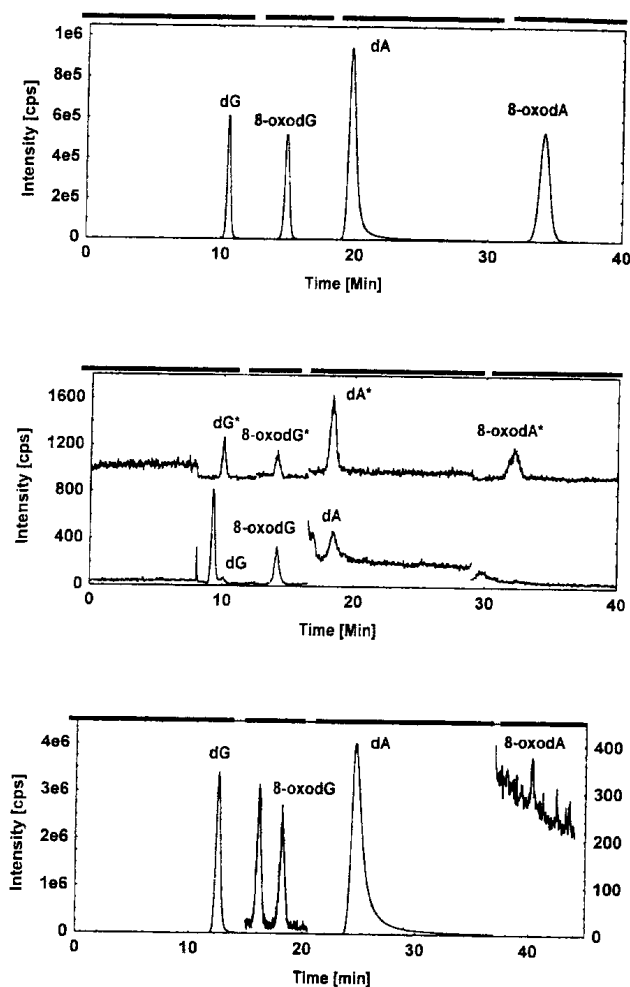 1e6
dA
8e5
dG
8-oxodG
8-oxodA
6e5
4e5
2e5
0
Intensity [cps]
0 10 20 30 40
Time [Min]
1600
dA*
dG*
8-oxodG*
8-oxodA*
1200
800
8-oxodG
dA
400
dG
0
Intensity [cps]
0 10 20 30 40
Time [Min]
4e6
dG
dA
8-oxodA
400
8-oxodG
3e6
300
2e6
200
1e6
100
0
0
Intensity [cps]
0 10 20 30 40
Time [min]